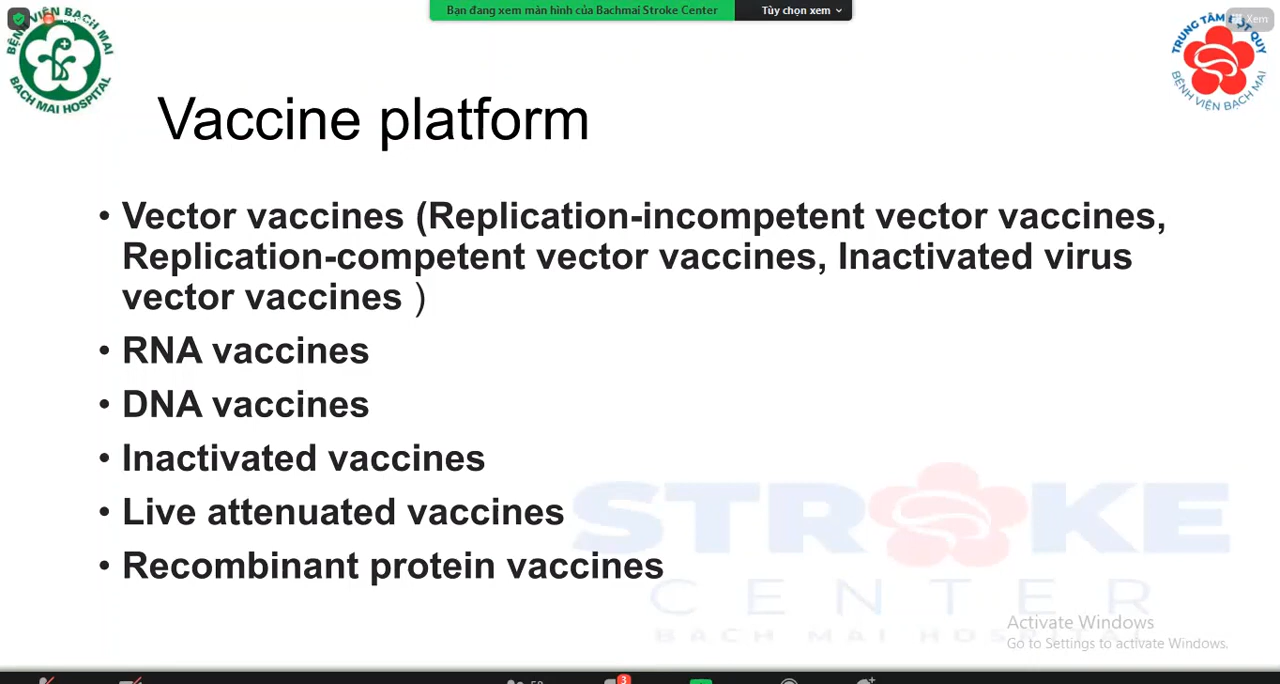 Bạn đang xem màn hình của Bachmai Stroke Center
Tùy chọn xem
Xem
BỆNH VIỆN BẠCH MAI
BACH MAI HOSPITAL
TRUNG TÂM ĐỘT QUỴ
BỆNH VIỆN BẠCH MAI
Vaccine platform
• Vector vaccines (Replication-incompetent vector vaccines,
Replication-competent vector vaccines, Inactivated virus
vector vaccines )
• RNA vaccines
• DNA vaccines
• Inactivated vaccines
• Live attenuated vaccines
• Recombinant protein vaccines
STROKE
CENTER
BACH MAI HOSPITAL
Activate Windows
Go to Settings to activate Windows.
3